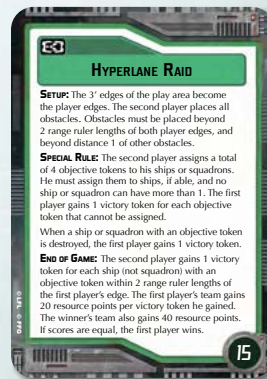 HYPERLANE RAID
SETUP: The 3' edges of the play area become
the player edges. The second player places all
obstacles. Obstacles must be placed beyond
2 range ruler lengths of both player edges, and
beyond distance 1 of other obstacles.
SPECIAL RULE: The second player assigns a total
of 4 objective tokens to his ships or squadrons.
He must assign them to ships, if able, and no
ship or squadron can have more than 1. The first
player gains 1 victory token for each objective
token that cannot be assigned.
When a ship or squadron with an objective token
is destroyed, the first player gains 1 victory token.
END OF GAME: The second player gains 1 victory
token for each ship (not squadron) with an
objective token within 2 range ruler lengths of
the first player's edge. The first player's team gains
20 resource points per victory token he gained.
The winner's team also gains 40 resource points.
If scores are equal, the first player wins.
© LFL © FFG
15